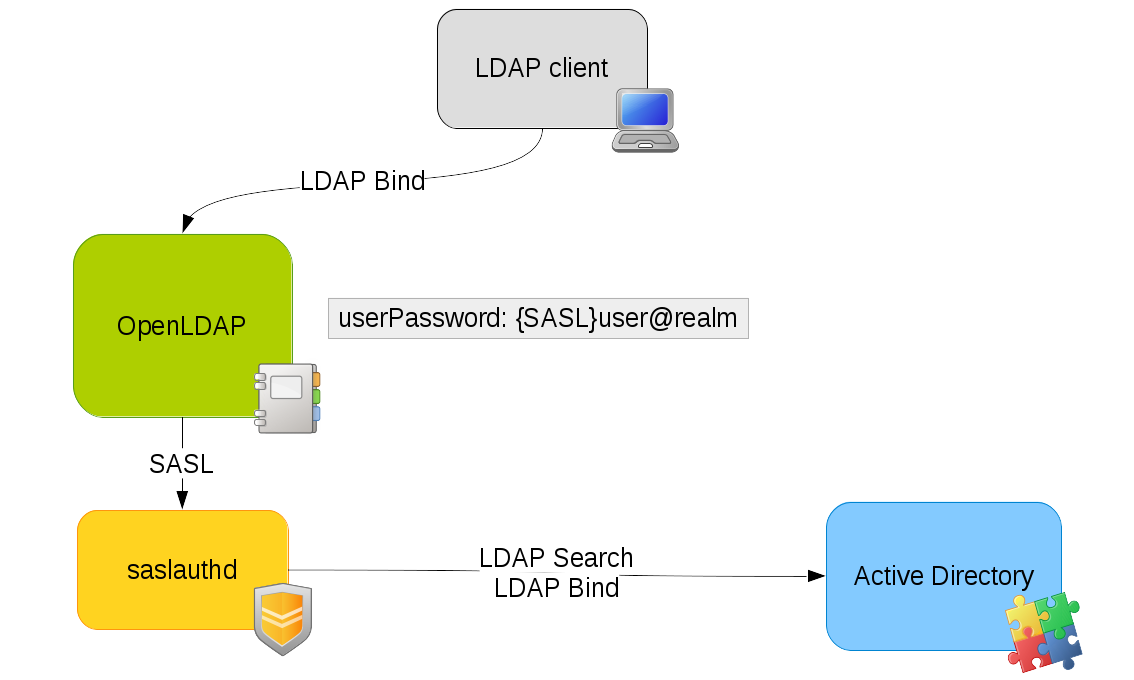 LDAP client
LDAP Bind
OpenLDAP
userPassword: {SASL}user@realm
SASL
saslauthd
LDAP Search
LDAP Bind
Active Directory